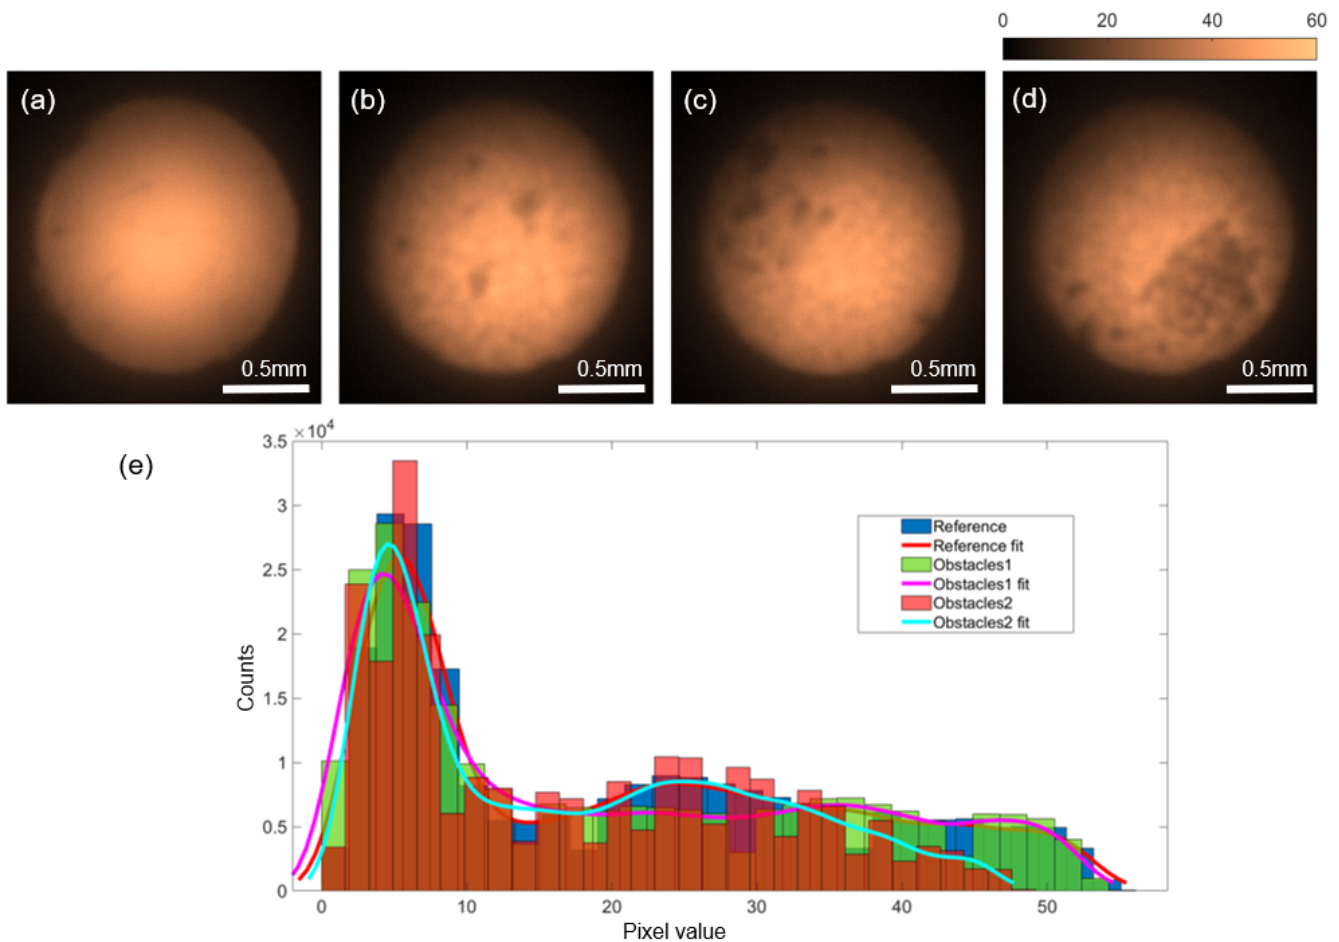 0 20 40 60
(a) (b) (c) (d)
0.5mm 0.5mm 0.5mm 0.5mm
(e)
×10⁴
3.5
3
2.5
2
1.5
1
0.5
0
Counts
Reference
Reference fit
Obstacles1
Obstacles1 fit
Obstacles2
Obstacles2 fit
0 10 20 30 40 50
Pixel value